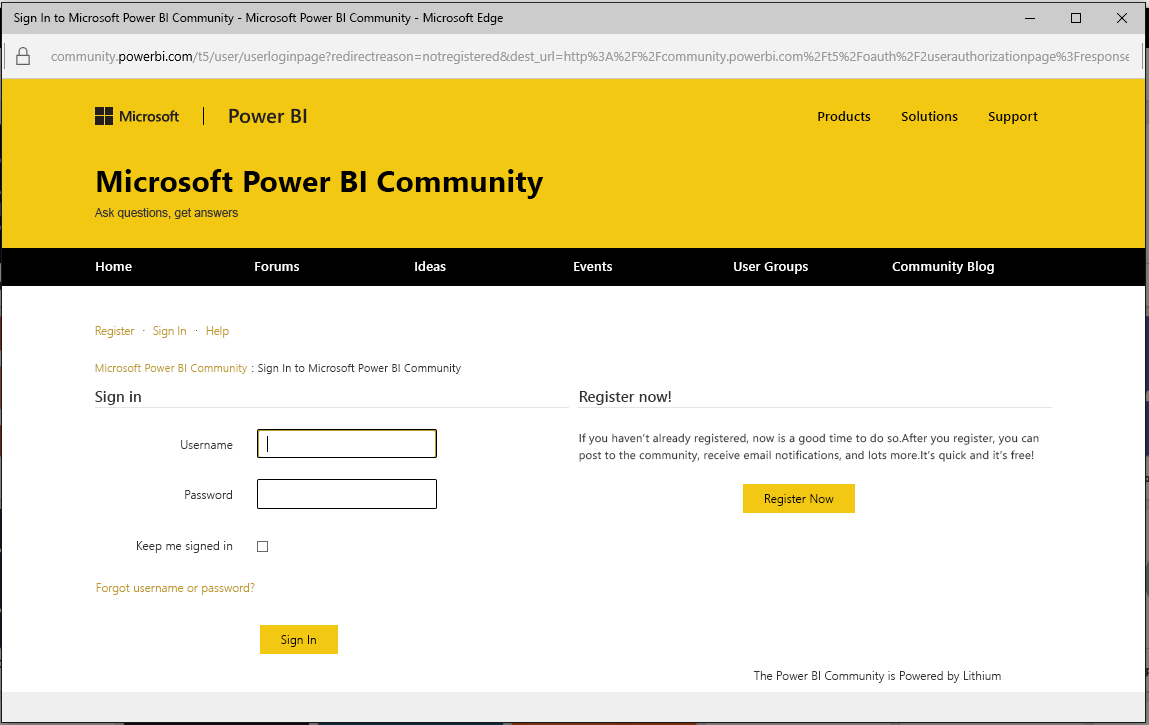 Sign In to Microsoft Power BI Community - Microsoft Power BI Community - Microsoft Edge
community.powerbi.com/t5/user/userloginpage?redirectreason=notregistered&dest_url=http%3A%2F%2Fcommunity.powerbi.com%2Ft5%2Foauth%2F2userauthorizationpage%3Fresponse
Microsoft | Power BI Products Solutions Support
Microsoft Power BI Community
Ask questions, get answers
Home Forums Ideas Events User Groups Community Blog
Register · Sign In · Help
Microsoft Power BI Community : Sign In to Microsoft Power BI Community
Sign in
Username
Password
Keep me signed in
Forgot username or password?
Sign In
Register now!
If you haven't already registered, now is a good time to do so.After you register, you can
post to the community, receive email notifications, and lots more.It's quick and it's free!
Register Now
The Power BI Community is Powered by Lithium